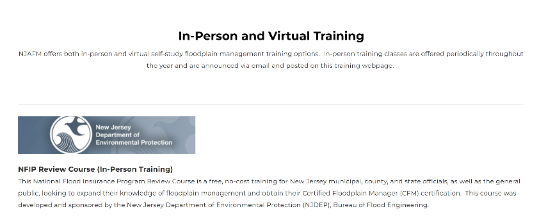 In-Person and Virtual Training
NJAFM offers both in-person and virtual self-study floodplain management training options. In-person training classes are offered periodically throughout
the year and are announced via email and posted on this training webpage.
New Jersey
Department of
Environmental Protection
NFIP Review Course (In-Person Training)
This National Flood Insurance Program Review Course is a free, no-cost training for New Jersey municipal, county, and state officials, as well as the general
public, looking to expand their knowledge of floodplain management and obtain their Certified Floodplain Manager (CFM) certification. This course was
developed and sponsored by the New Jersey Department of Environmental Protection (NJDEP), Bureau of Flood Engineering.